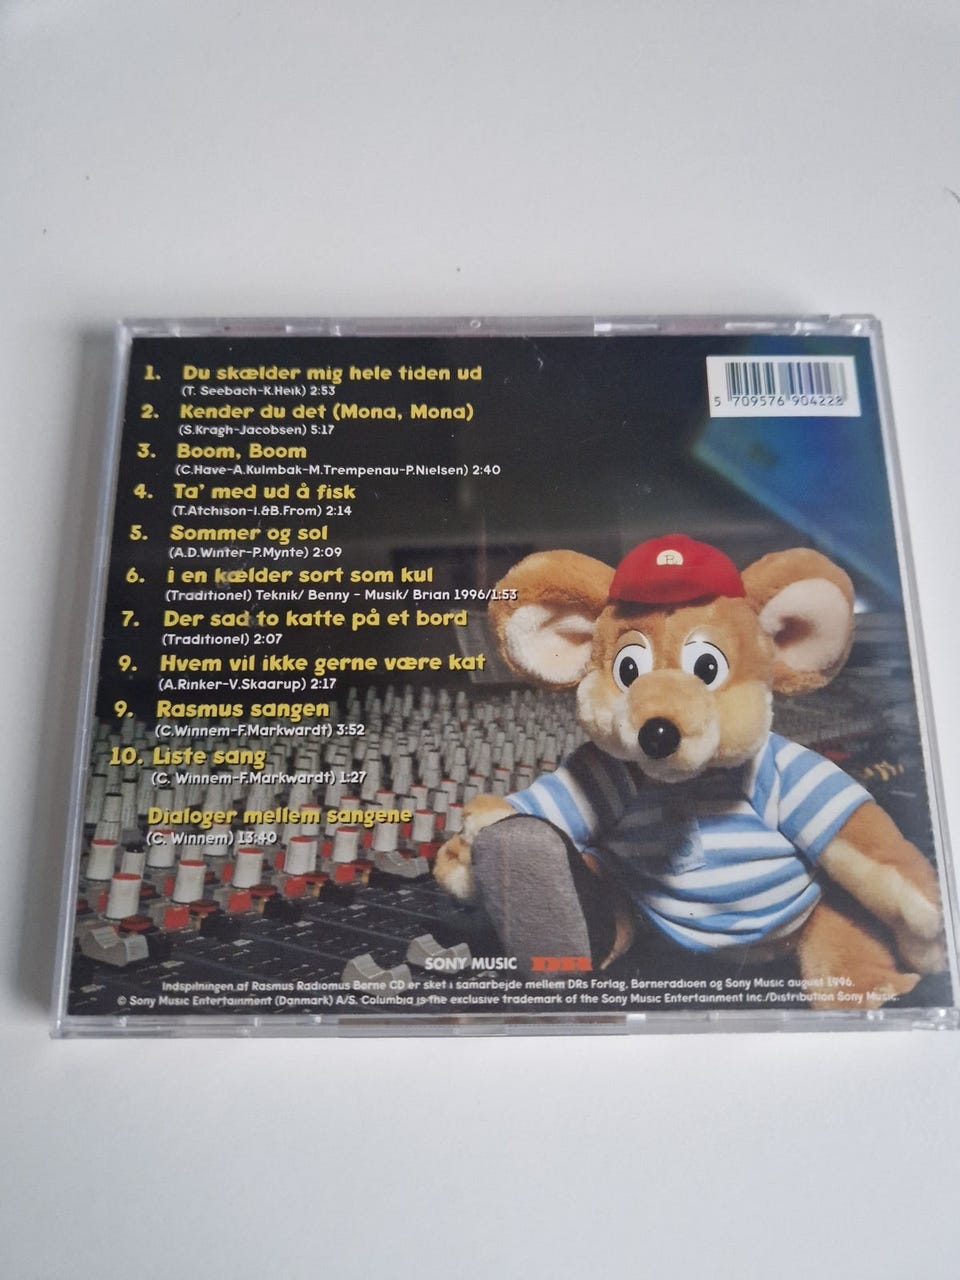 1. Du skælder mig hele tiden ud
(T. Seebach-K.Heik) 2:53
2. Kender du det (Mona, Mona)
(S.Kragh-Jacobsen) 5:17
3. Boom, Boom
(C.Have-A.Kulmbak-M.Trempenau-P.Nielsen) 2:40
4. Ta' med ud å fisk
(T.Atchison-I.&B.From) 2:14
5. Sommer og sol
(A.D.Winter-P.Mynte) 2:09
6. i en kælder sort som kul
(Traditionel) Teknik/ Benny - Musik/ Brian 1996/1:53
7. Der sad to katte på et bord
(Traditionel) 2:07
9. Hvem vil ikke gerne være kat
(A.Rinker-V.Skaarup) 2:17
9. Rasmus sangen
(C.Winnem-F.Markwardt) 3:52
10. Liste sang
(C. Winnem-F.Markwardt) 1:27
Dialoger mellem sangene
(C. Winnem) 13:40
5 709576 904228
R
SONY MUSIC DR
Indspilningen af Rasmus Radiomus Børne CD er sket i samarbejde mellem DRs Forlag, Børneradioen og Sony Music august 1996.
© Sony Music Entertainment (Danmark) A/S. Columbia is the exclusive trademark of the Sony Music Entertainment Inc./Distribution Sony Music.